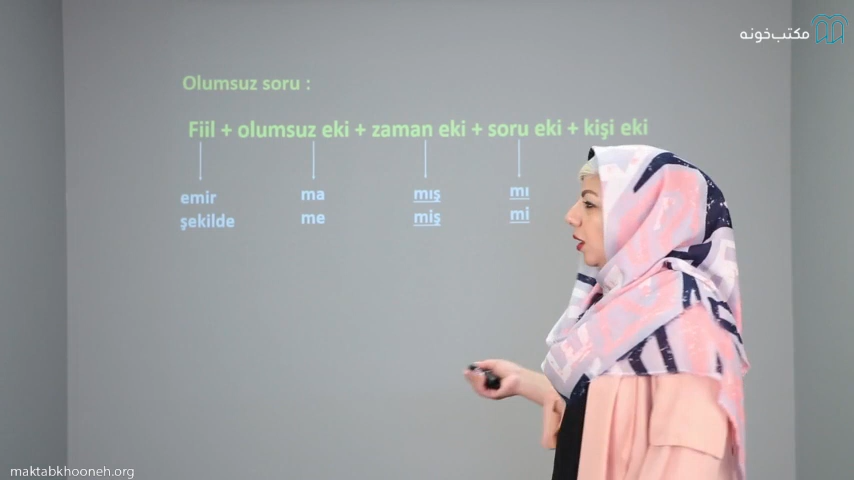 مکتب‌خونه
Olumsuz soru :
Fiil + olumsuz eki + zaman eki + soru eki + kişi eki
emir ma mış mı
şekilde me miş mi
maktabkhooneh.org